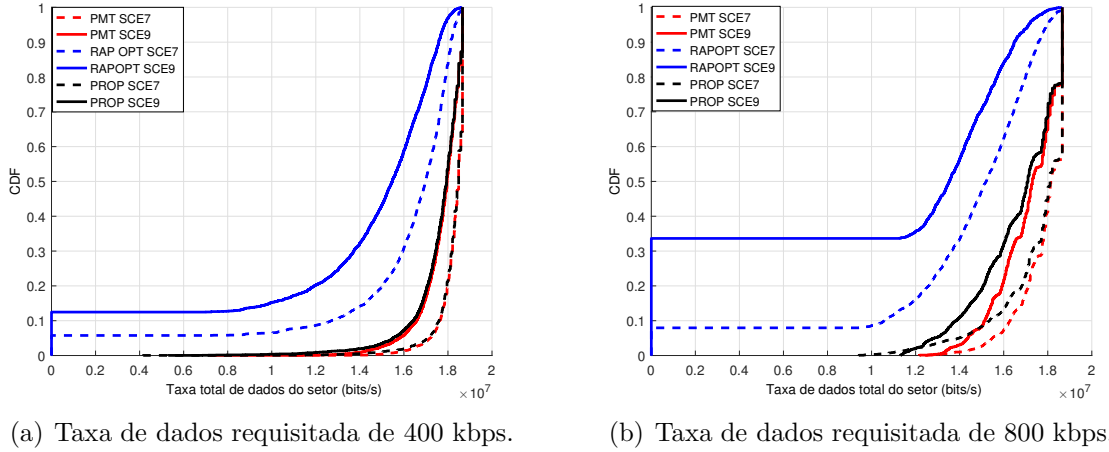 PMT SCE7
PMT SCE9
RAP OPT SCE7
RAPOPT SCE9
PROP SCE7
PROP SCE9
CDF
1
0.9
0.8
0.7
0.6
0.5
0.4
0.3
0.2
0.1
0
0 0.2 0.4 0.6 0.8 1 1.2 1.4 1.6 1.8 2
Taxa total de dados do setor (bits/s)
×10^7
(a) Taxa de dados requisitada de 400 kbps.
PMT SCE7
PMT SCE9
RAPOPT SCE7
RAPOPT SCE9
PROP SCE7
PROP SCE9
CDF
1
0.9
0.8
0.7
0.6
0.5
0.4
0.3
0.2
0.1
0
0 0.2 0.4 0.6 0.8 1 1.2 1.4 1.6 1.8 2
Taxa de dados total do setor (bits/s)
×10^7
(b) Taxa de dados requisitada de 800 kbps